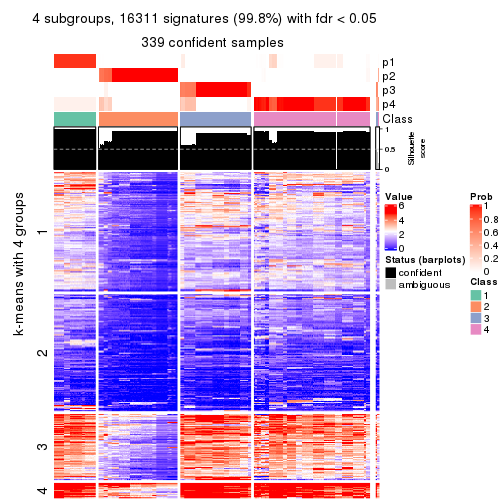 4 subgroups, 16311 signatures (99.8%) with fdr < 0.05
339 confident samples
p1
p2
p3
p4
Class
1
0.5
0
Silhouette
score
k-means with 4 groups
1
2
3
4
Value
6
4
2
0
Status (barplots)
confident
ambiguous
Prob
1
0.8
0.6
0.4
0.2
0
Class
1
2
3
4